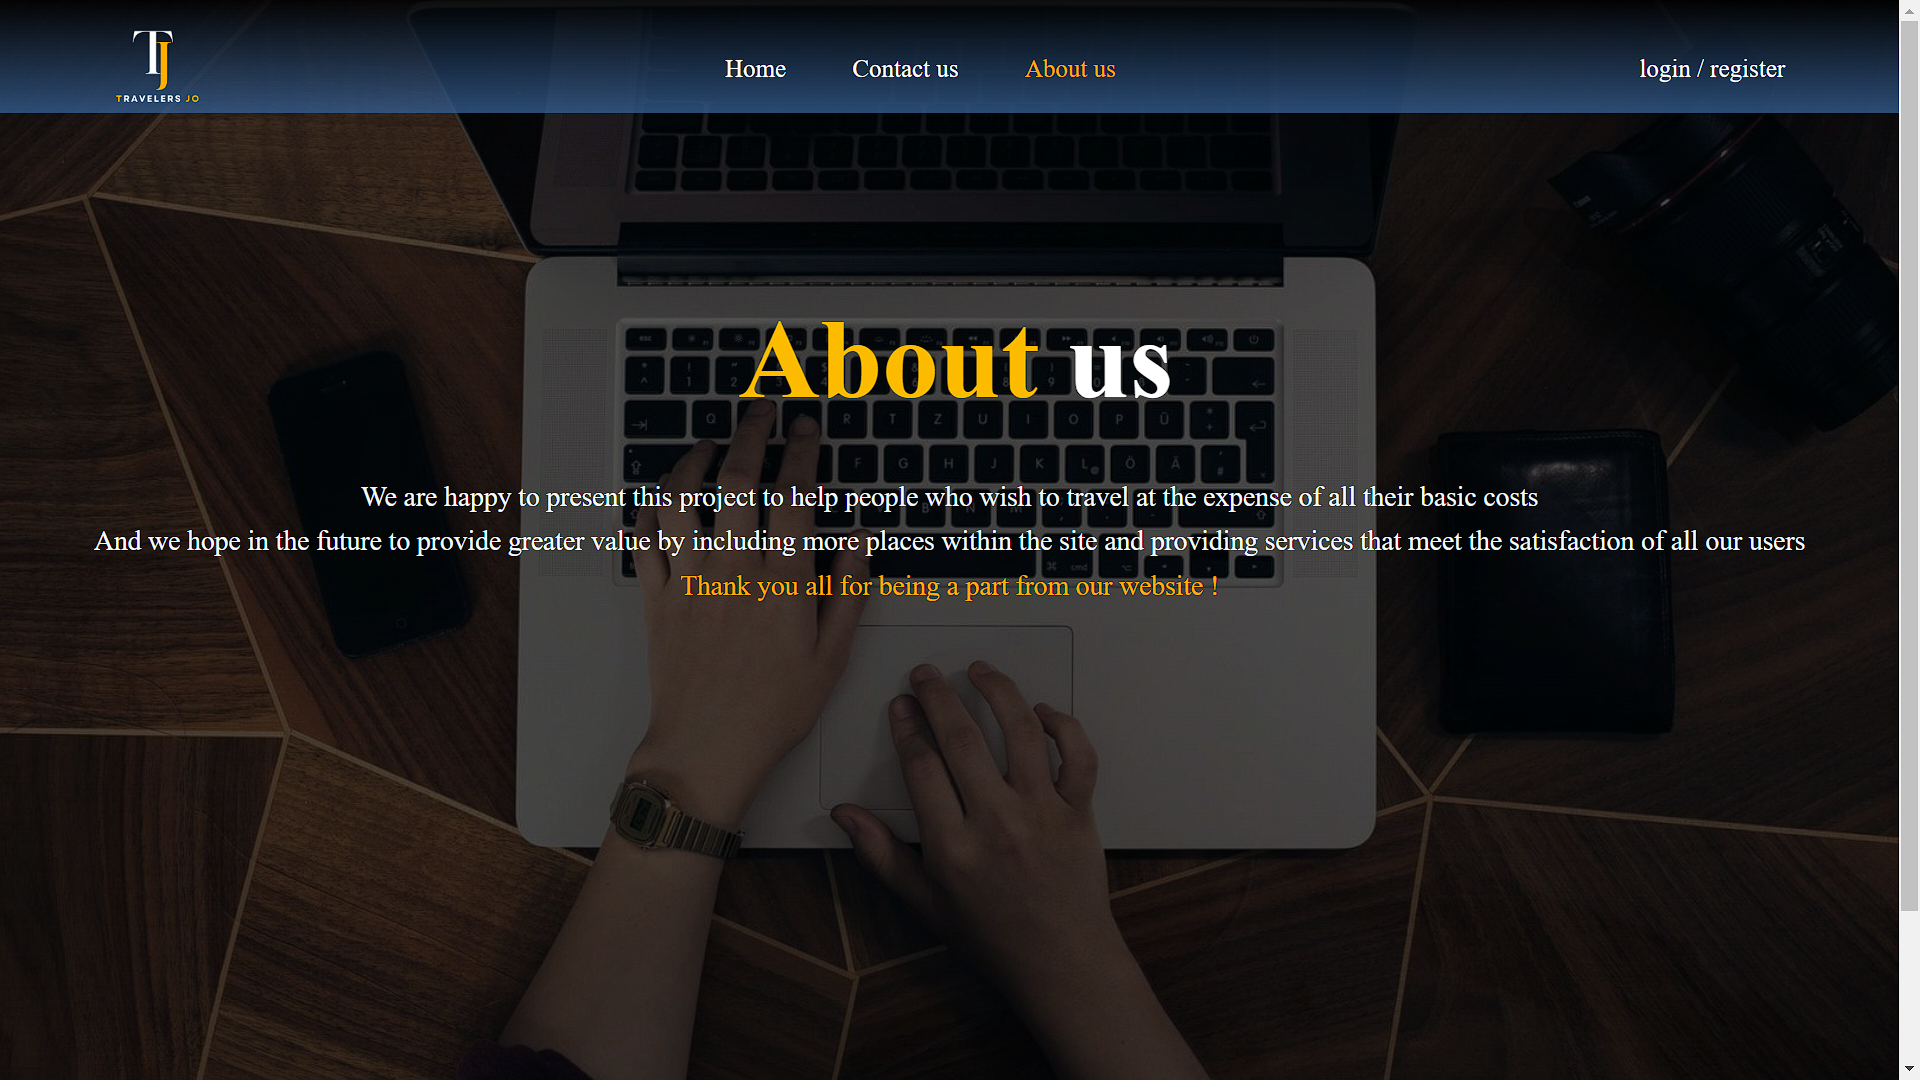 TJ
TRAVELERS JO
Home
Contact us
About us
login / register
About us
We are happy to present this project to help people who wish to travel at the expense of all their basic costs
And we hope in the future to provide greater value by including more places within the site and providing services that meet the satisfaction of all our users
Thank you all for being a part from our website !
esc
Q
R T Z U I O P Ü
F G H J K L Ö Ä #
cmd